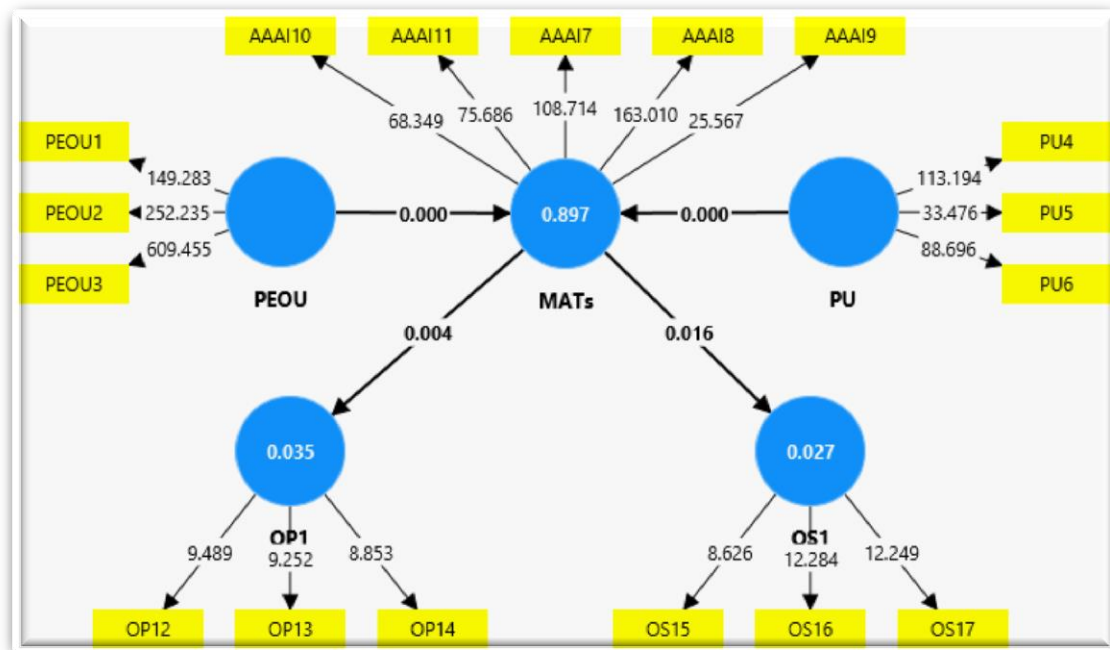 AAAI10 AAAI11 AAAI7 AAAI8 AAAI9
68.349 75.686 108.714 163.010 25.567
PEOU1 PU4
149.283 113.194
PEOU2 252.235 0.000 0.897 0.000 33.476 PU5
609.455 88.696
PEOU3 PU6
PEOU MATs PU
0.004 0.016
0.035 0.027
OP1 OS1
9.489 9.252 8.853 8.626 12.284 12.249
OP12 OP13 OP14 OS15 OS16 OS17